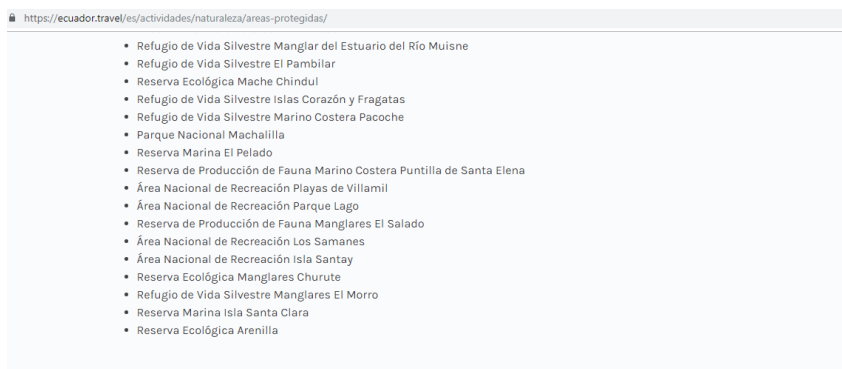 https://ecuador.travel/es/actividades/naturaleza/areas-protegidas/
• Refugio de Vida Silvestre Manglar del Estuario del Río Muisne
• Refugio de Vida Silvestre El Pambilar
• Reserva Ecológica Mache Chindul
• Refugio de Vida Silvestre Islas Corazón y Fragatas
• Refugio de Vida Silvestre Marino Costera Pacoche
• Parque Nacional Machalilla
• Reserva Marina El Pelado
• Reserva de Producción de Fauna Marino Costera Puntilla de Santa Elena
• Área Nacional de Recreación Playas de Villamil
• Área Nacional de Recreación Parque Lago
• Reserva de Producción de Fauna Manglares El Salado
• Área Nacional de Recreación Los Samanes
• Área Nacional de Recreación Isla Santay
• Reserva Ecológica Manglares Churute
• Refugio de Vida Silvestre Manglares El Morro
• Reserva Marina Isla Santa Clara
• Reserva Ecológica Arenilla